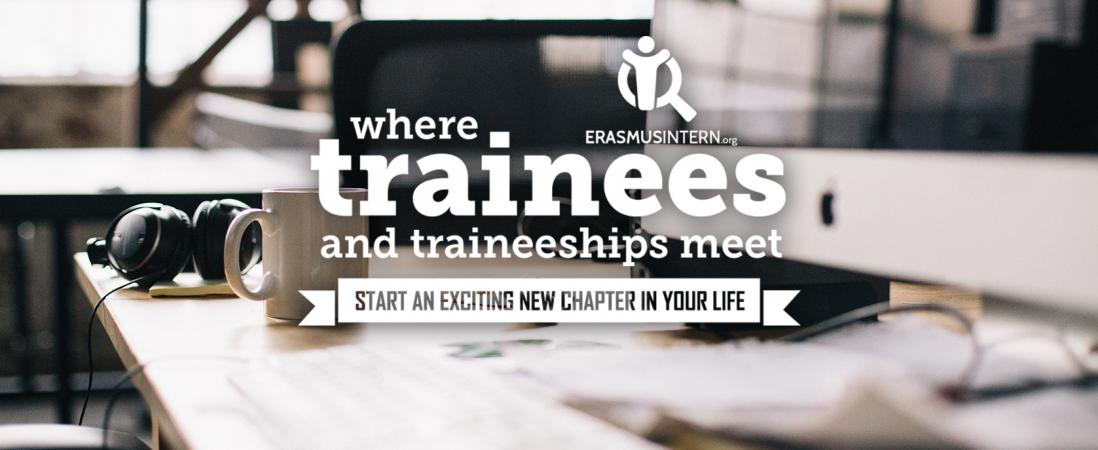 where
ERASMUSINTERN.org
trainees
and traineeships meet
START AN EXCITING NEW CHAPTER IN YOUR LIFE